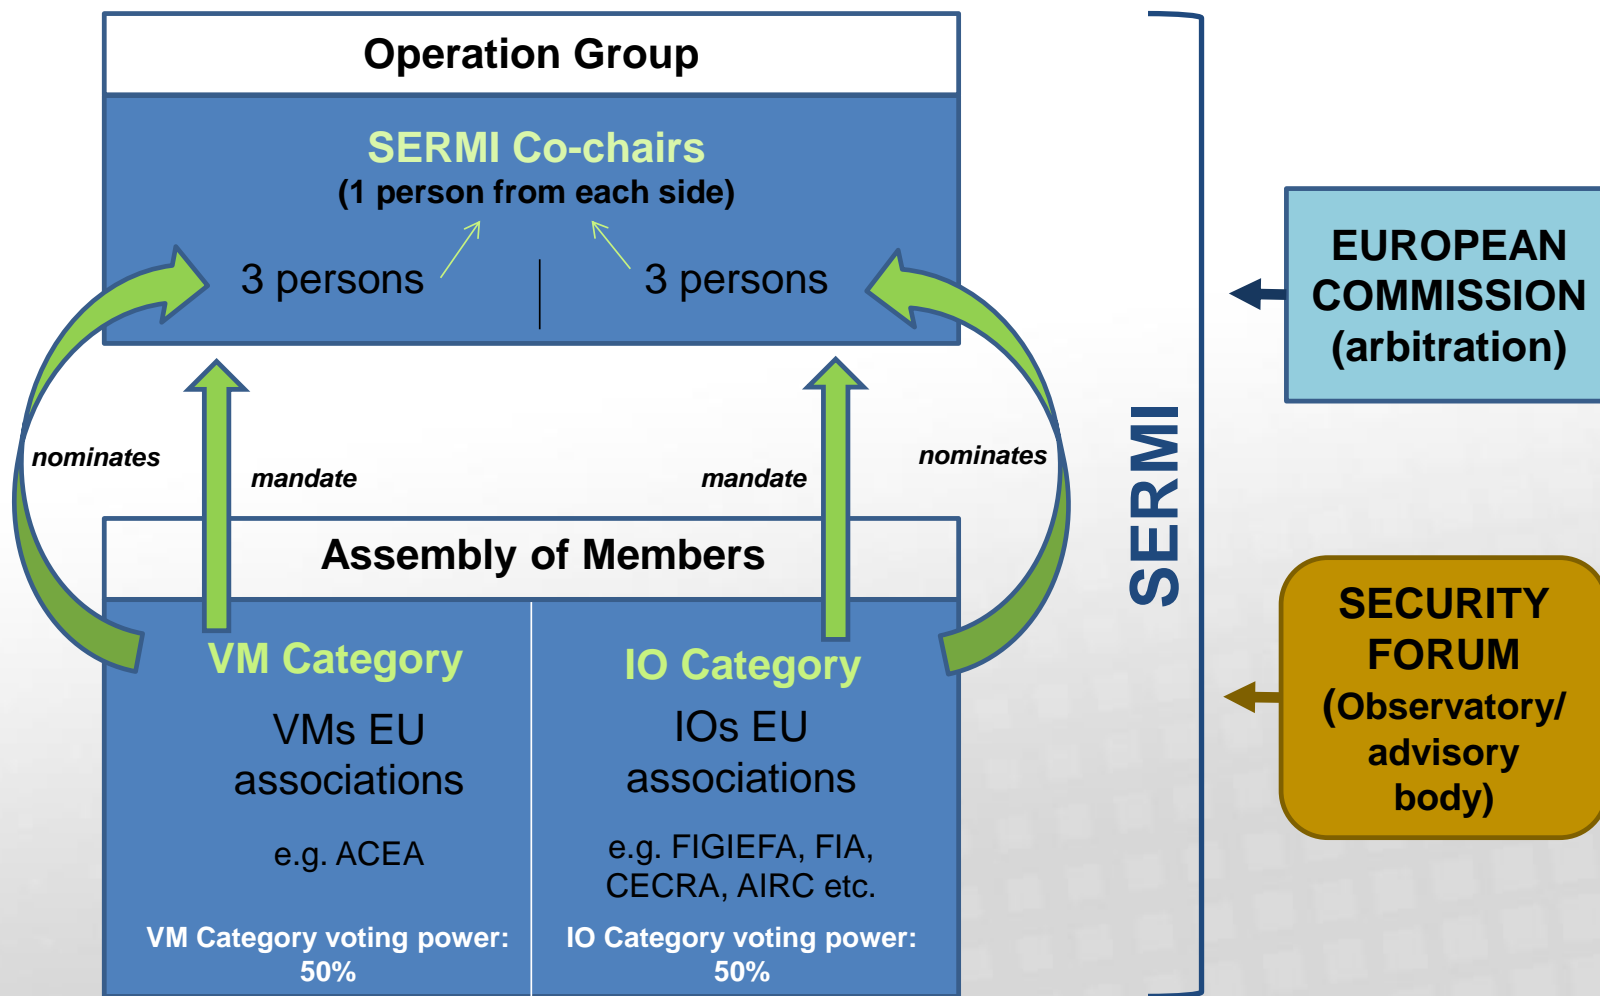 Operation Group
SERMI Co-chairs
(1 person from each side)
3 persons
3 persons
nominates
mandate
mandate
nominates
Assembly of Members
VM Category
VMs EU
associations
e.g. ACEA
VM Category voting power:
50%
IO Category
IOs EU
associations
e.g. FIGIEFA, FIA,
CECRA, AIRC etc.
IO Category voting power:
50%
SERMI
EUROPEAN
COMMISSION
(arbitration)
SECURITY
FORUM
(Observatory/
advisory
body)